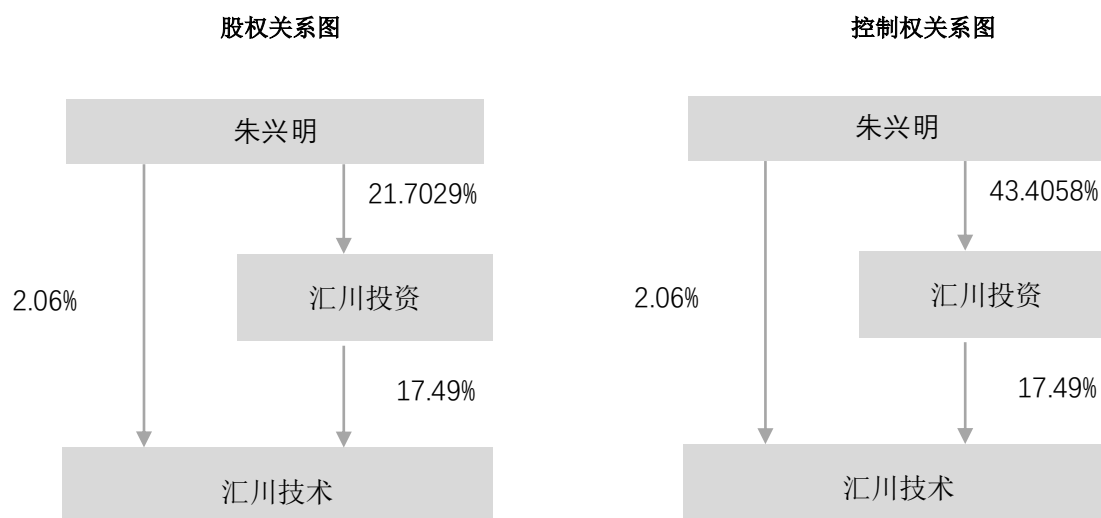 股权关系图
朱兴明
21.7029%
汇川投资
2.06%
17.49%
汇川技术
控制权关系图
朱兴明
43.4058%
汇川投资
2.06%
17.49%
汇川技术